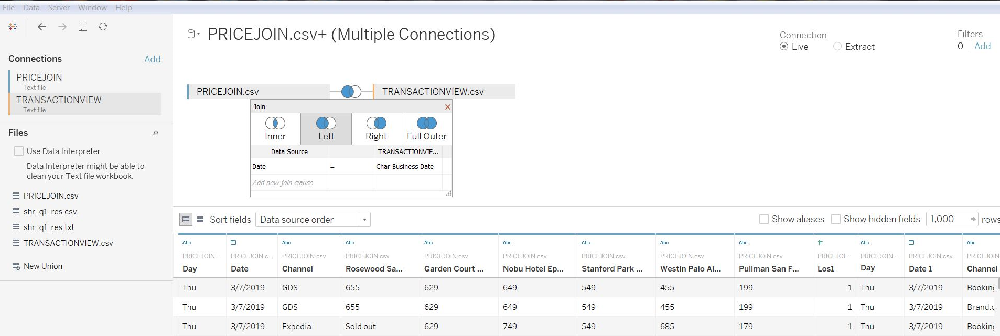 File Data Server Window Help
PRICEJOIN.csv+ (Multiple Connections)
Connection
Live Extract
Filters
0 Add
Connections Add
PRICEJOIN
Text file
TRANSACTIONVIEW
Text file
PRICEJOIN.csv TRANSACTIONVIEW.csv
Join
Inner Left Right Full Outer
Data Source TRANSACTIONVIE...
Date = Char Business Date
Add new join clause
Files
Use Data Interpreter
Data Interpreter might be able to
clean your Text file workbook.
PRICEJOIN.csv
shr_q1_res.csv
shr_q1_res.txt
TRANSACTIONVIEW.csv
New Union
Sort fields Data source order Show aliases Show hidden fields 1,000 rows
Abc Abc Abc Abc Abc Abc Abc Abc # Abc Abc
PRICEJOIN.... PRICEJOIN.c... PRICEJOIN.csv PRICEJOIN.csv PRICEJOIN.csv PRICEJOIN.csv PRICEJOIN.csv PRICEJOIN.csv PRICEJOIN.csv PRICEJOI... PRICEJOIN.... PRICEJOIN.csv PRICEJOIN
Day Date Channel Rosewood Sa... Garden Court ... Nobu Hotel Ep... Stanford Park ... Westin Palo Al... Pullman San F... Los1 Day Date 1 Channel
Thu 3/7/2019 GDS 655 629 649 549 455 199 1 Thu 3/7/2019 Booking
Thu 3/7/2019 GDS 655 629 649 549 455 199 1 Thu 3/7/2019 Brand.c
Thu 3/7/2019 Expedia Sold out 629 749 549 685 179 1 Thu 3/7/2019 Booking